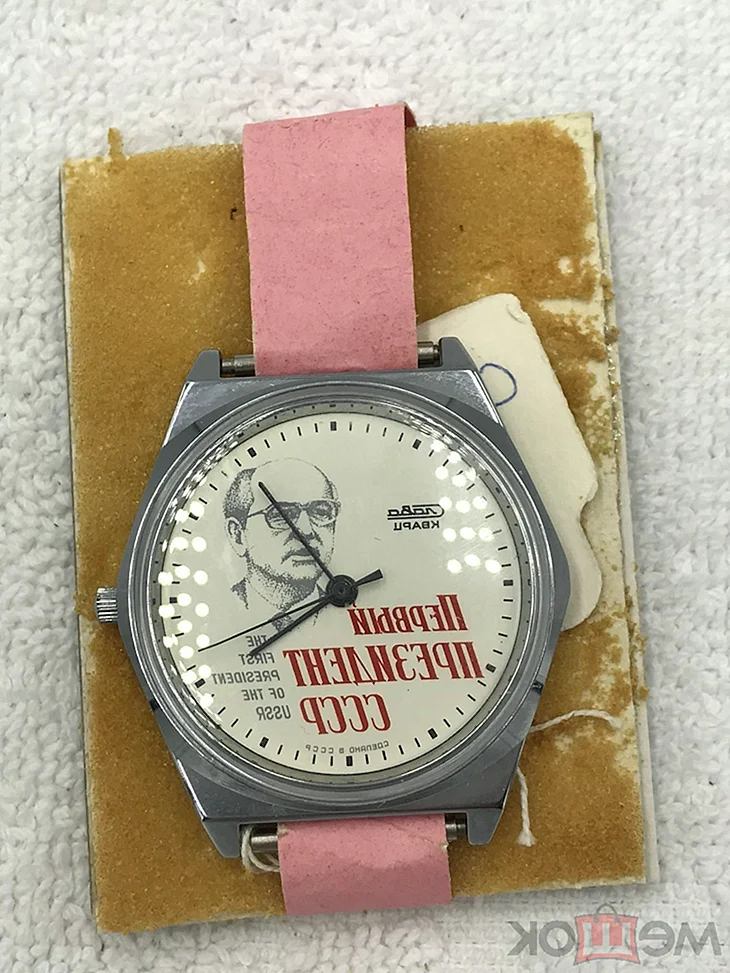 Слава
КВАРЦ
Первый
ПРЕЗИДЕНТ
СССР
THE
FIRST
PRESIDENT
OF THE
USSR
СДЕЛАНО В СССР
мешок